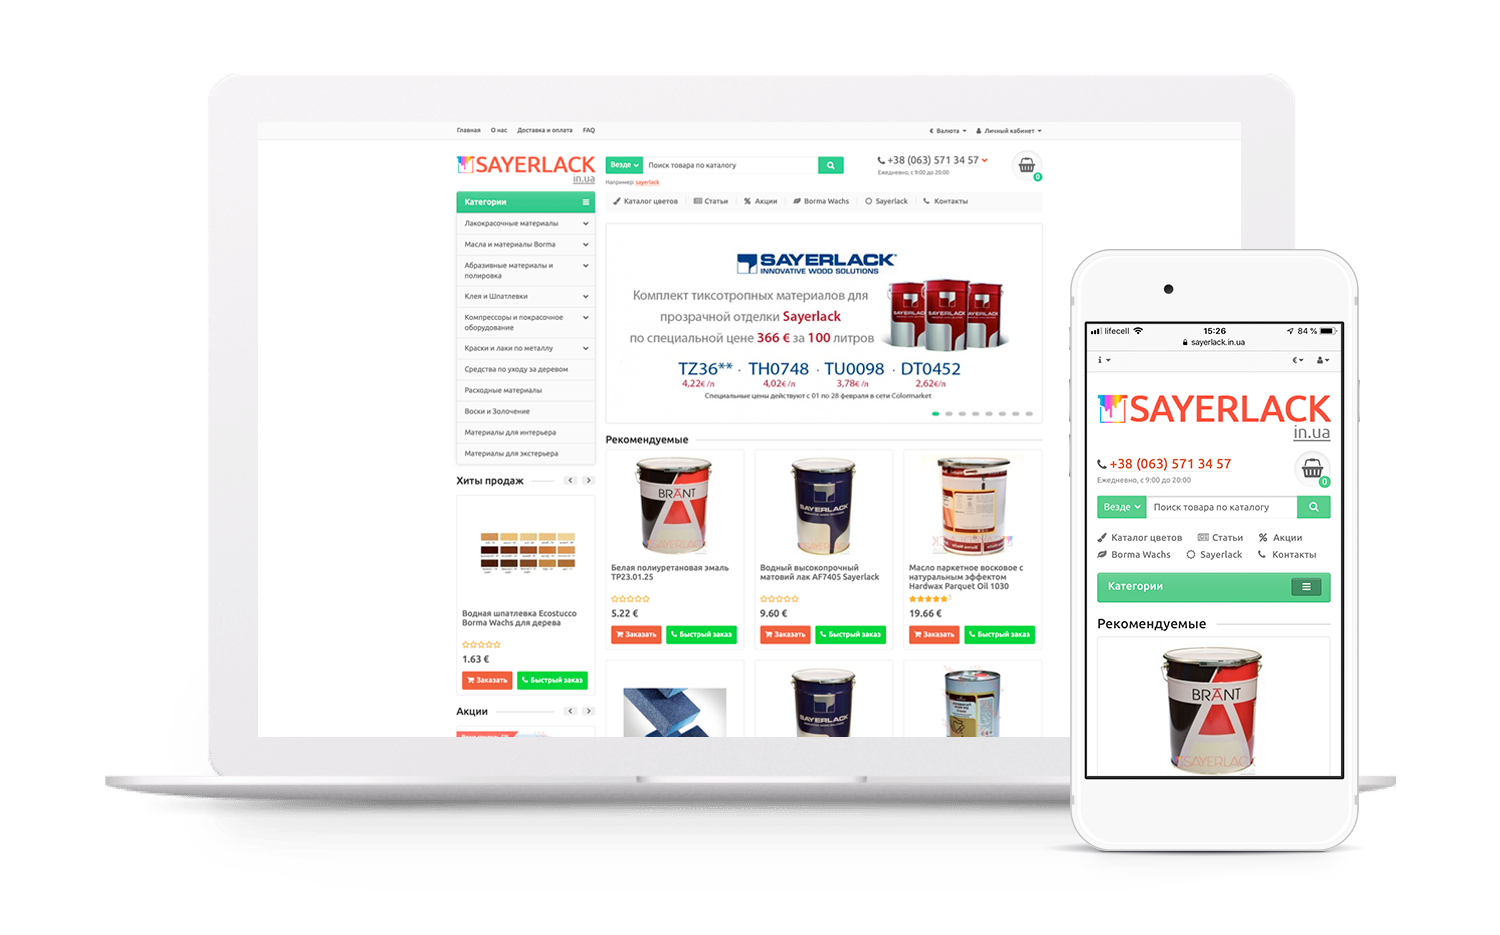 Главная О нас Доставка и оплата FAQ
€ Валюта Личный кабинет
SAYERLACK
in.ua
Везде Поиск товара по каталогу
Например: sayerlack
+38 (063) 571 34 57
Ежедневно, с 9:00 до 20:00
0
Каталог цветов Статьи Акции Borma Wachs Sayerlack Контакты
Категории
Лакокрасочные материалы
Масла и материалы Borma
Абразивные материалы и
полировка
Клея и Шпатлевки
Компрессоры и покрасочное
оборудование
Краски и лаки по металлу
Средства по уходу за деревом
Расходные материалы
Воски и Золочение
Материалы для интерьера
Материалы для экстерьера
SAYERLACK
INNOVATIVE WOOD SOLUTIONS
Комплект тиксотропных материалов для
прозрачной отделки Sayerlack
по специальной цене 366 € за 100 литров
TZ36** · TH0748 · TU0098 · DT0452
4,22€ /л 4,02€ /л 3,78€ /л 2,62€/л
Специальные цены действуют с 01 по 28 февраля в сети Colormarket
Хиты продаж
Водная шпатлевка Ecostucco
Borma Wachs для дерева
1.63 €
Заказать Быстрый заказ
Акции
Рекомендуемые
BRANT
SAYERLACK
Белая полиуретановая эмаль
TP23.01.25
5.22 €
Заказать Быстрый заказ
SAYERLACK
Водный высокопрочный
матовий лак AF7405 Sayerlack
9.60 €
Заказать Быстрый заказ
Масло паркетное восковое с
натуральным эффектом
Hardwax Parquet Oil 1030
19.66 €
Заказать Быстрый заказ
SAYERLACK
lifecell 15:26 84 %
sayerlack.in.ua
i €
SAYERLACK
in.ua
+38 (063) 571 34 57
Ежедневно, с 9:00 до 20:00
0
Везде Поиск товара по каталогу
Каталог цветов Статьи Акции
Borma Wachs Sayerlack Контакты
Категории
Рекомендуемые
BRANT
SAYERLACK